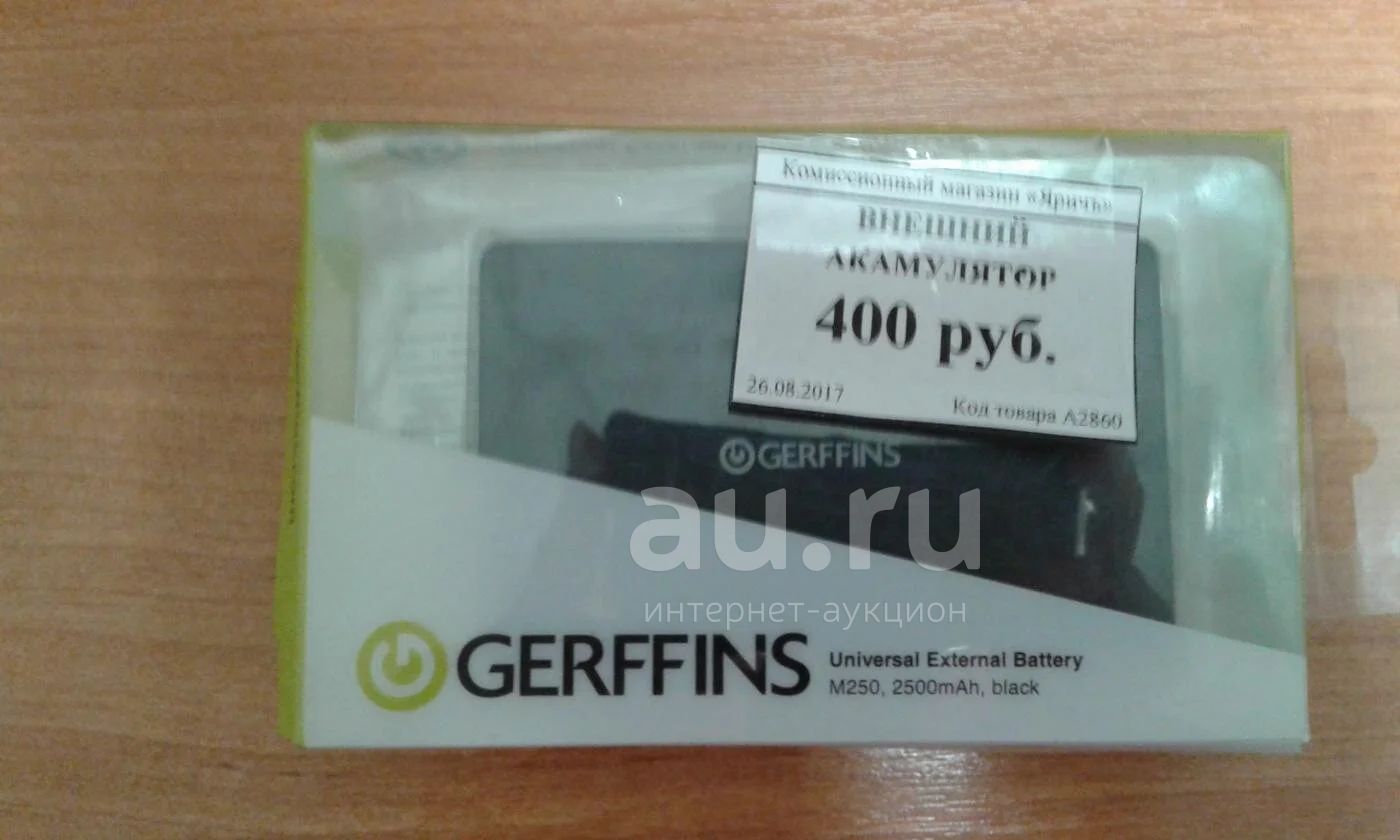 Комиссионный магазин «Яричъ»
ВНЕШНИЙ
АКАМУЛЯТОР
400 руб.
26.08.2017
Код товара А2860
GERFFINS
au.ru
интернет-аукцион
GERFFINS
Universal External Battery
M250, 2500mAh, black